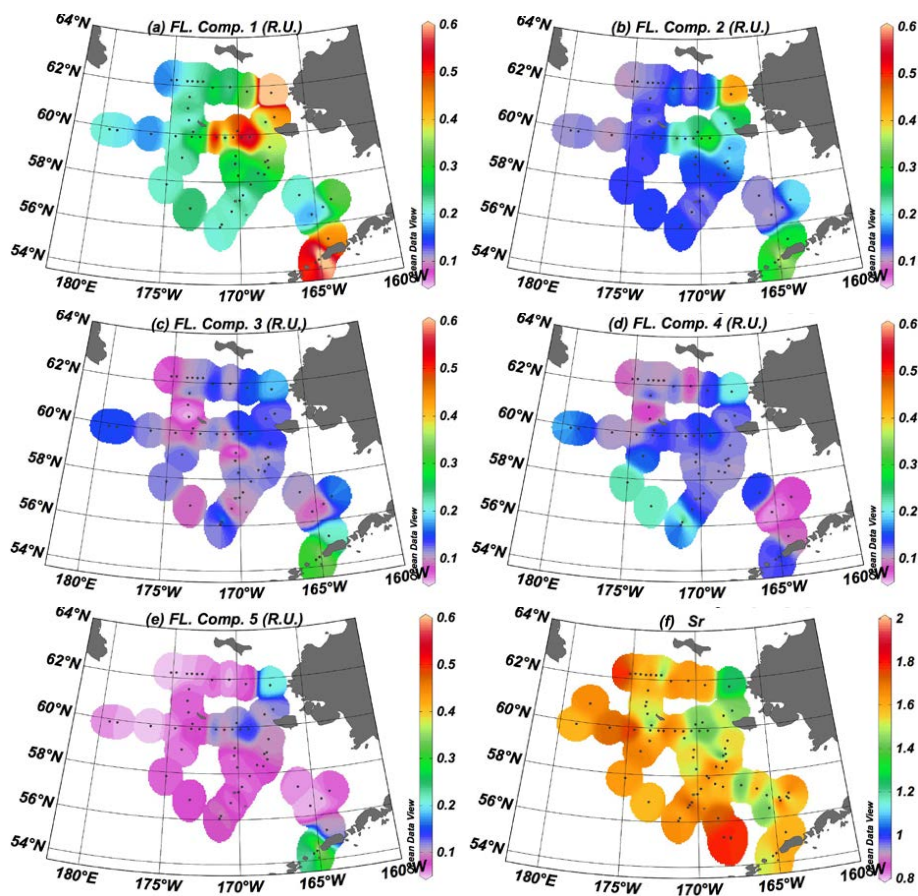 (a) FL. Comp. 1 (R.U.)
64°N
62°N
60°N
58°N
56°N
54°N
180°E
175°W
170°W
165°W
160°W
0.6
0.5
0.4
0.3
0.2
0.1
ean Data View
(b) FL. Comp. 2 (R.U.)
64°N
62°N
60°N
58°N
56°N
54°N
180°E
175°W
170°W
165°W
160°W
0.6
0.5
0.4
0.3
0.2
0.1
ean Data View
(c) FL. Comp. 3 (R.U.)
64°N
62°N
60°N
58°N
56°N
54°N
180°E
175°W
170°W
165°W
160°W
0.6
0.5
0.4
0.3
0.2
0.1
ean Data View
(d) FL. Comp. 4 (R.U.)
64°N
62°N
60°N
58°N
56°N
54°N
180°E
175°W
170°W
165°W
160°W
0.6
0.5
0.4
0.3
0.2
0.1
ean Data View
(e) FL. Comp. 5 (R.U.)
64°N
62°N
60°N
58°N
56°N
54°N
180°E
175°W
170°W
165°W
160°W
0.6
0.5
0.4
0.3
0.2
0.1
ean Data View
(f) Sr
64°N
62°N
60°N
58°N
56°N
54°N
180°E
175°W
170°W
165°W
160°W
2
1.8
1.6
1.4
1.2
1
0.8
ean Data View